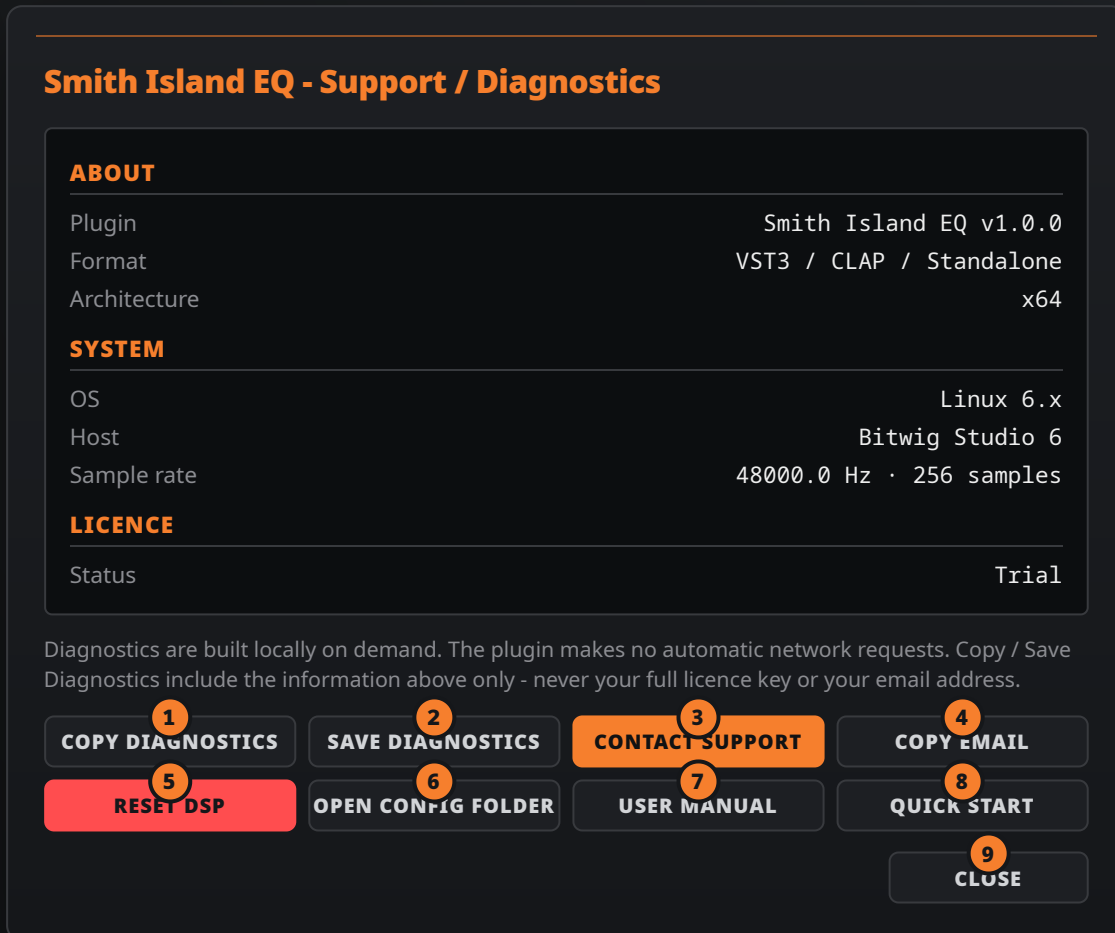 Smith Island EQ - Support / Diagnostics
ABOUT
Plugin Smith Island EQ v1.0.0
Format VST3 / CLAP / Standalone
Architecture x64
SYSTEM
OS Linux 6.x
Host Bitwig Studio 6
Sample rate 48000.0 Hz · 256 samples
LICENCE
Status Trial
Diagnostics are built locally on demand. The plugin makes no automatic network requests. Copy / Save
Diagnostics include the information above only - never your full licence key or your email address.
1 2 3 4
COPY DIAGNOSTICS SAVE DIAGNOSTICS CONTACT SUPPORT COPY EMAIL
5 6 7 8
RESET DSP OPEN CONFIG FOLDER USER MANUAL QUICK START
9
CLOSE